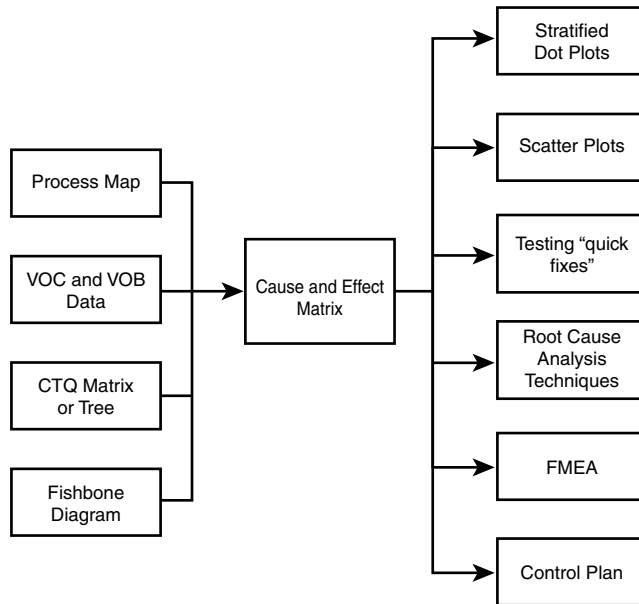 Process Map
VOC and VOB
Data
CTQ Matrix
or Tree
Fishbone
Diagram
Cause and Effect
Matrix
Stratified
Dot Plots
Scatter Plots
Testing “quick
fixes”
Root Cause
Analysis
Techniques
FMEA
Control Plan